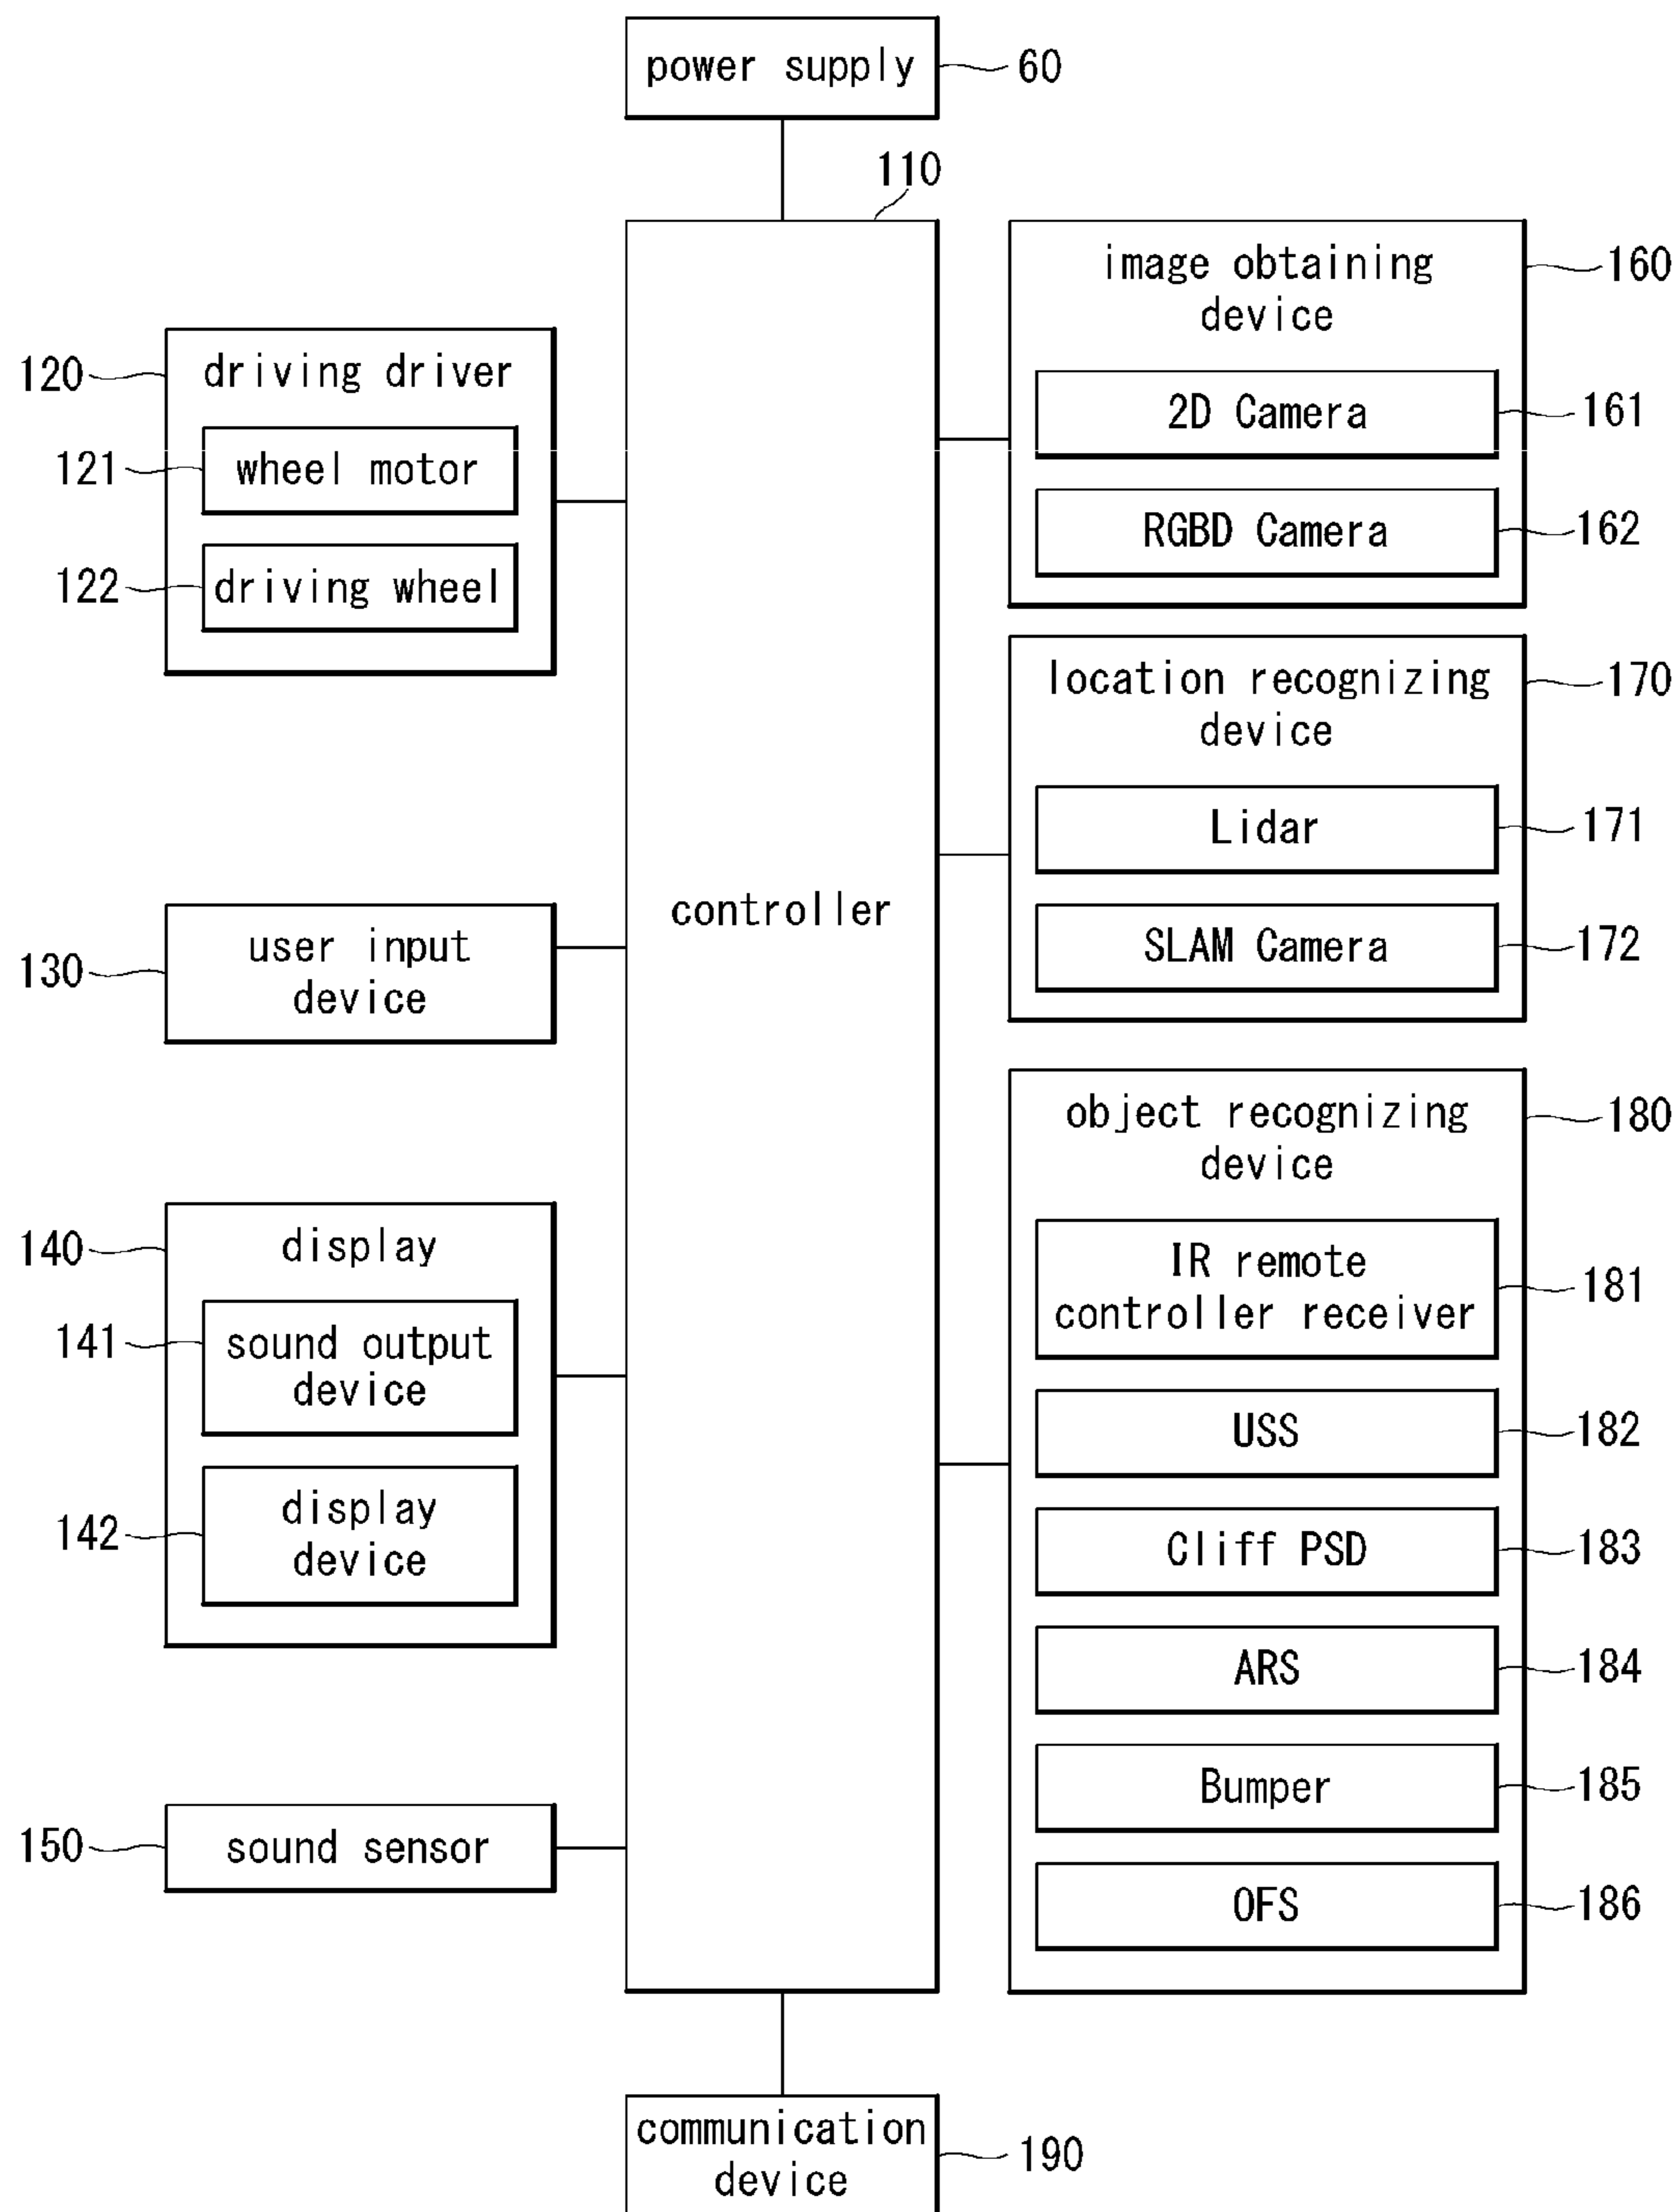 power supply
60
110
controller
120
driving driver
121
wheel motor
122
driving wheel
130
user input
device
140
display
141
sound output
device
142
display
device
150
sound sensor
image obtaining
device
160
2D Camera
161
RGBD Camera
162
location recognizing
device
170
Lidar
171
SLAM Camera
172
object recognizing
device
180
IR remote
controller receiver
181
USS
182
Cliff PSD
183
ARS
184
Bumper
185
OFS
186
communication
device
190